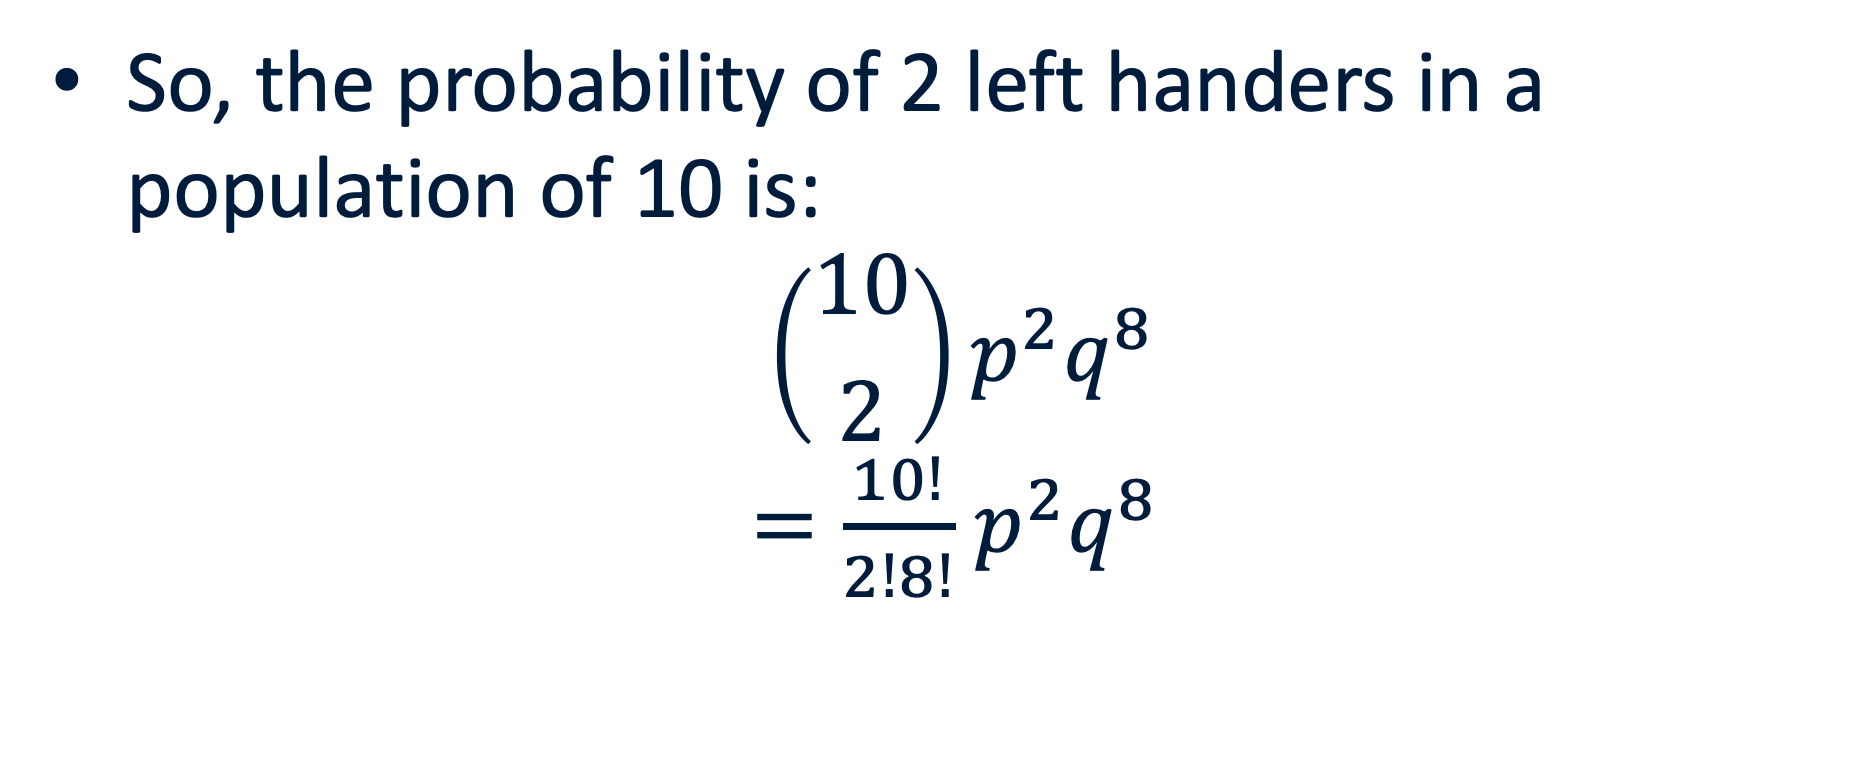 • So, the probability of 2 left handers in a
population of 10 is:
(10
2) p²q⁸
= 10!/2!8! p²q⁸